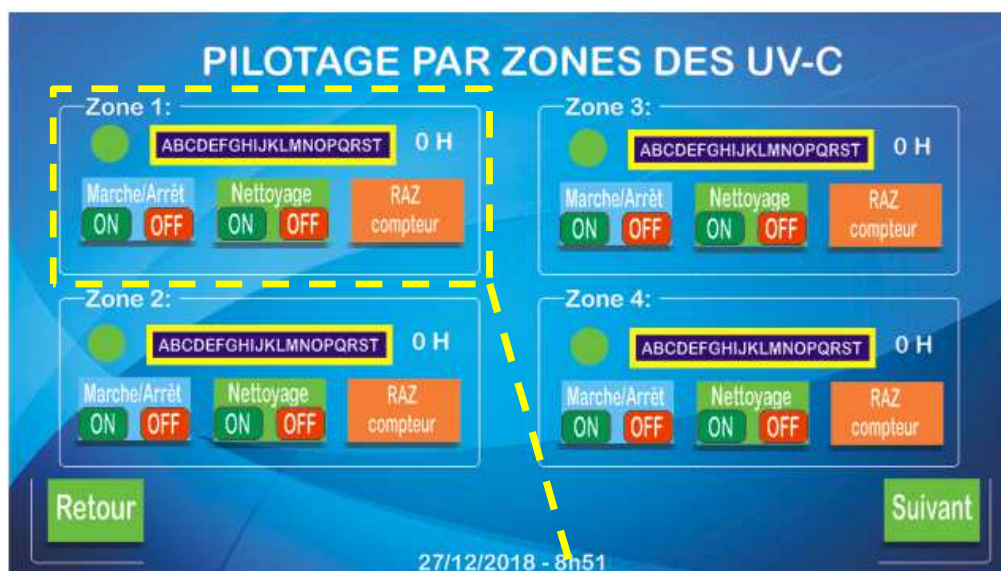 PILOTAGE PAR ZONES DES UV-C
Zone 1:
ABCDEFGHIJKLMNOPQRST 0 H
Marche/Arrêt Nettoyage RAZ
ON OFF ON OFF compteur
Zone 2:
ABCDEFGHIJKLMNOPQRST 0 H
Marche/Arrêt Nettoyage RAZ
ON OFF ON OFF compteur
Zone 3:
ABCDEFGHIJKLMNOPQRST 0 H
Marche/Arrêt Nettoyage RAZ
ON OFF ON OFF compteur
Zone 4:
ABCDEFGHIJKLMNOPQRST 0 H
Marche/Arrêt Nettoyage RAZ
ON OFF ON OFF compteur
Retour
Suivant
27/12/2018 - 8h51